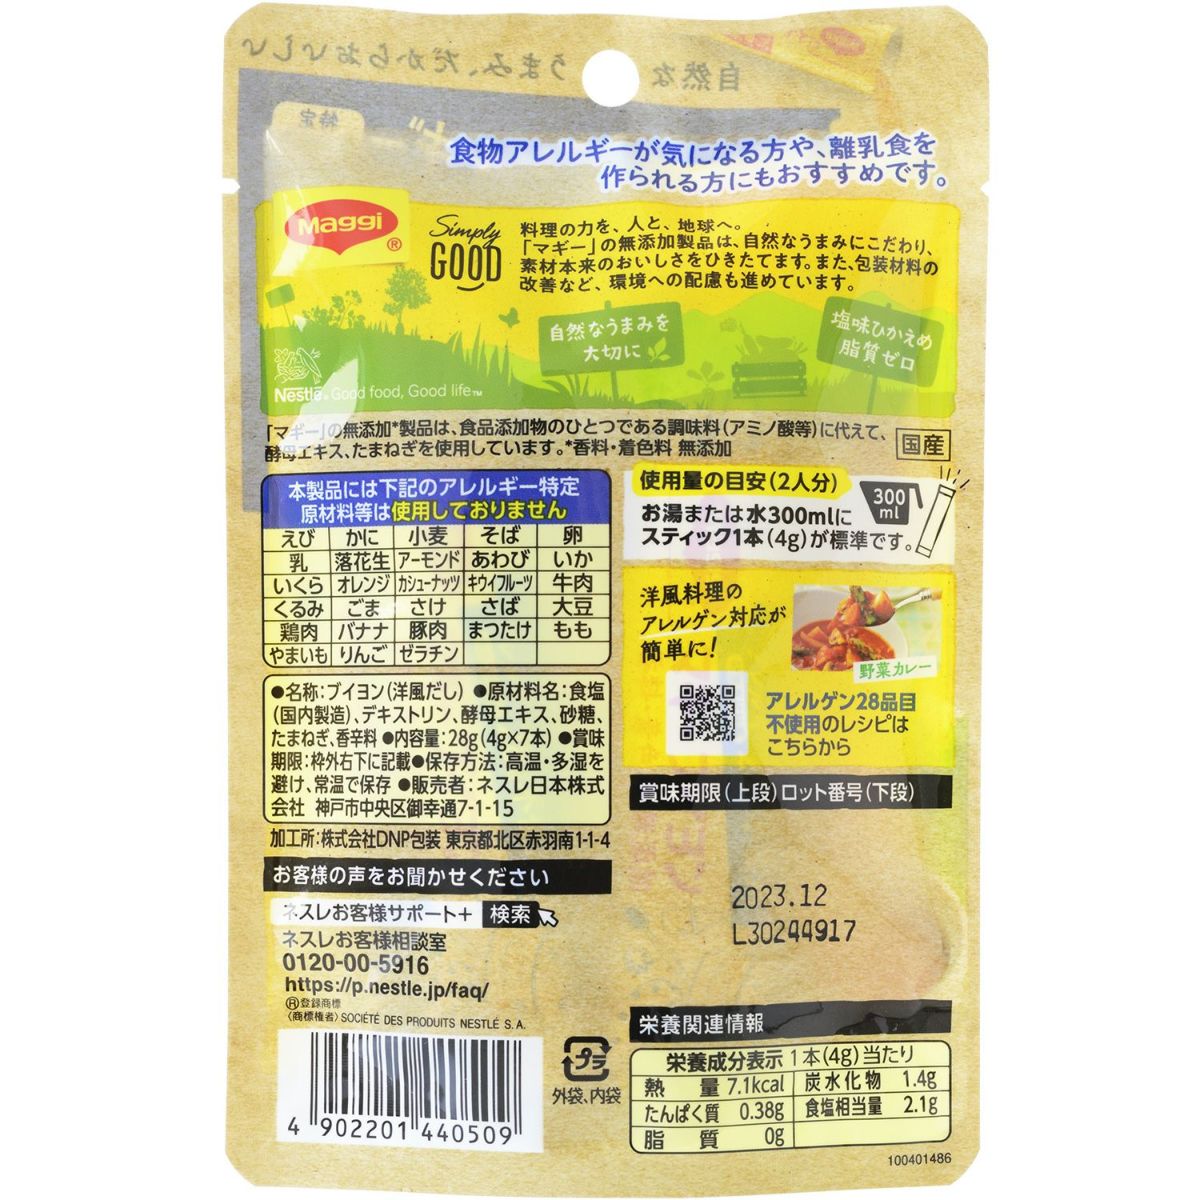 自然な うまみ、だからおいしい
特定
食物アレルギーが気になる方や、離乳食を
作られる方にもおすすめです。
Maggi®
Simply
GOOD
料理の力を、人と、地球へ。
「マギー」の無添加製品は、自然なうまみにこだわり、
素材本来のおいしさをひきたてます。また、包装材料の
改善など、環境への配慮も進めています。
自然なうまみを
大切に
塩味ひかえめ
脂質ゼロ
Nestlé® Good food, Good life™
「マギー」の無添加*製品は、食品添加物のひとつである調味料(アミノ酸等)に代えて、
酵母エキス、たまねぎを使用しています。*香料・着色料 無添加
国産
本製品には下記のアレルギー特定
原材料等は使用しておりません
えび かに 小麦 そば 卵
乳 落花生 アーモンド あわび いか
いくら オレンジ カシューナッツ キウイフルーツ 牛肉
くるみ ごま さけ さば 大豆
鶏肉 バナナ 豚肉 まつたけ もも
やまいも りんご ゼラチン
●名称:ブイヨン(洋風だし) ●原材料名:食塩
(国内製造)、デキストリン、酵母エキス、砂糖、
たまねぎ、香辛料 ●内容量:28g(4g×7本) ●賞味
期限:枠外右下に記載●保存方法:高温・多湿を
避け、常温で保存 ●販売者:ネスレ日本株式
会社 神戸市中央区御幸通7-1-15
加工所:株式会社DNP包装 東京都北区赤羽南1-1-4
お客様の声をお聞かせください
ネスレお客様サポート+ 検索
ネスレお客様相談室
0120-00-5916
https://p.nestle.jp/faq/
Ⓡ登録商標
(商標権者)SOCIÉTÉ DES PRODUITS NESTLÉ S.A.
4 902201 440509
プラ
外袋、内袋
使用量の目安(2人分)
お湯または水300mlに
スティック1本(4g)が標準です。
300
ml
洋風料理の
アレルゲン対応が
簡単に!
野菜カレー
アレルゲン28品目
不使用のレシピは
こちらから
賞味期限(上段)ロット番号(下段)
2023.12
L30244917
栄養関連情報
栄養成分表示 1本(4g)当たり
熱量 7.1kcal 炭水化物 1.4g
たんぱく質 0.38g 食塩相当量 2.1g
脂質 0g
100401486